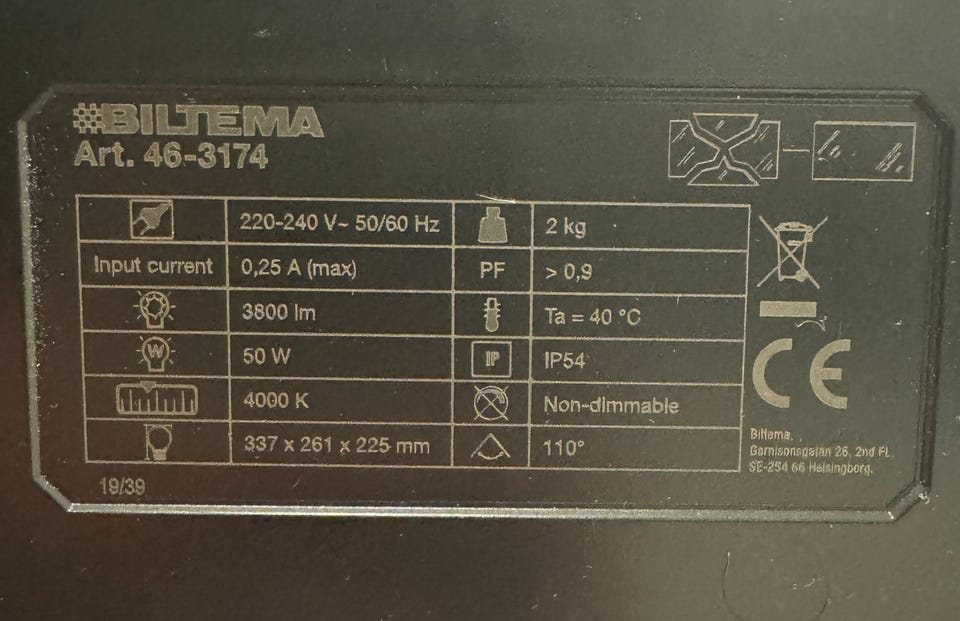 BILTEMA
Art. 46-3174
220-240 V~ 50/60 Hz
2 kg
Input current
0,25 A (max)
PF
> 0,9
3800 lm
Ta = 40 °C
W
50 W
IP
IP54
4000 K
Non-dimmable
337 x 261 x 225 mm
110°
CE
Biltema,
Garnisonsgatan 26, 2nd Fl,
SE-254 66 Helsingborg.
19/39